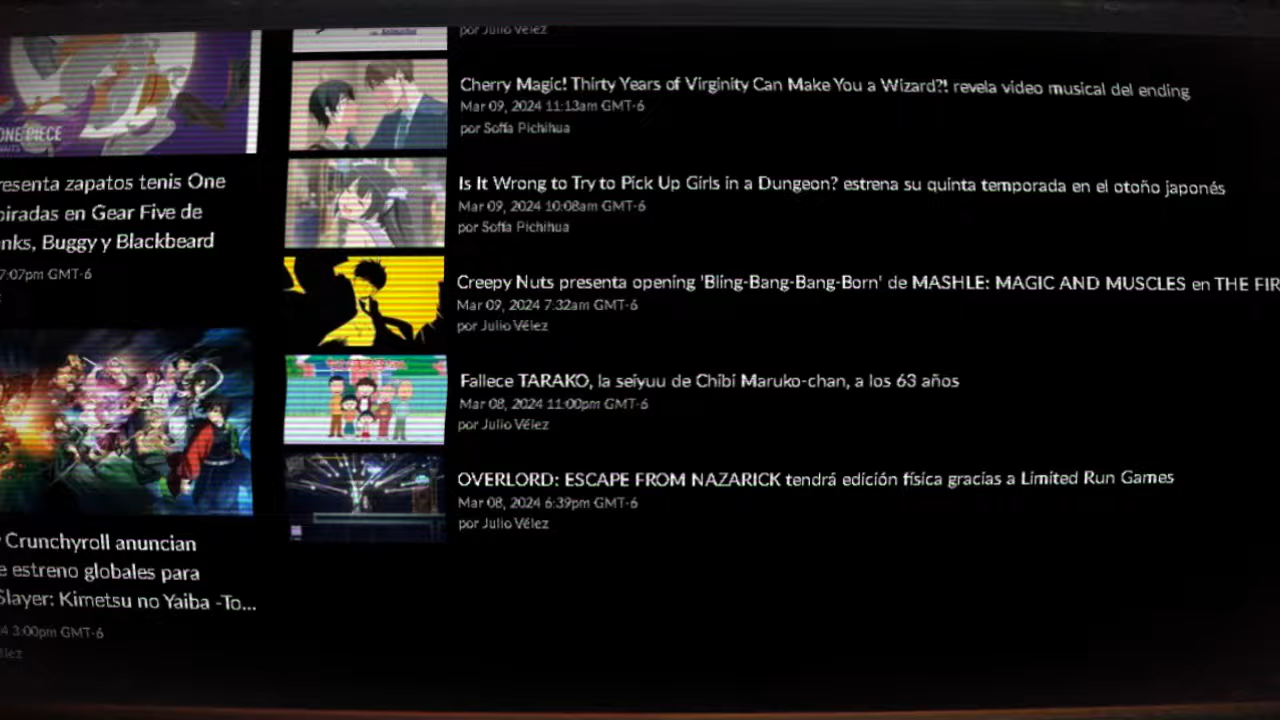 ONE PIECE
resenta zapatos tenis One
piradas en Gear Five de
nks, Buggy y Blackbeard
7:07pm GMT-6
Crunchyroll anuncian
e estreno globales para
Slayer: Kimetsu no Yaiba -To...
4 3:00pm GMT-6
élez
por Julio Vélez
Cherry Magic! Thirty Years of Virginity Can Make You a Wizard?! revela video musical del ending
Mar 09, 2024 11:13am GMT-6
por Sofía Pichihua
Is It Wrong to Try to Pick Up Girls in a Dungeon? estrena su quinta temporada en el otoño japonés
Mar 09, 2024 10:08am GMT-6
por Sofía Pichihua
Creepy Nuts presenta opening 'Bling-Bang-Bang-Born' de MASHLE: MAGIC AND MUSCLES en THE FIR
Mar 09, 2024 7:32am GMT-6
por Julio Vélez
Fallece TARAKO, la seiyuu de Chibi Maruko-chan, a los 63 años
Mar 08, 2024 11:00pm GMT-6
por Julio Vélez
OVERLORD: ESCAPE FROM NAZARICK tendrá edición física gracias a Limited Run Games
Mar 08, 2024 6:39pm GMT-6
por Julio Vélez